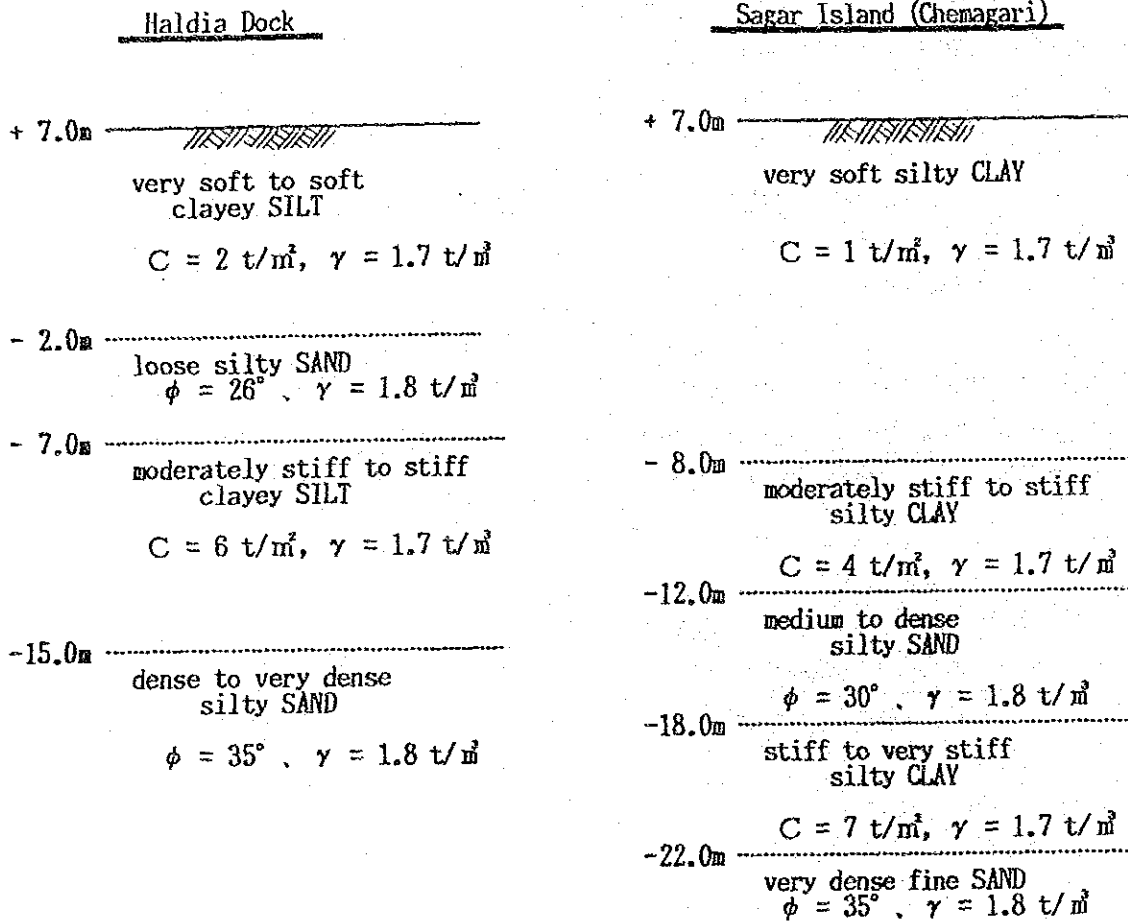 Haldia Dock
+ 7.0m
very soft to soft
clayey SILT
C = 2 t/m², γ = 1.7 t/m³
- 2.0m
loose silty SAND
φ = 26° 、 γ = 1.8 t/m³
- 7.0m
moderately stiff to stiff
clayey SILT
C = 6 t/m², γ = 1.7 t/m³
-15.0m
dense to very dense
silty SAND
φ = 35° 、 γ = 1.8 t/m³
Sagar Island (Chemagari)
+ 7.0m
very soft silty CLAY
C = 1 t/m², γ = 1.7 t/m³
- 8.0m
moderately stiff to stiff
silty CLAY
C = 4 t/m², γ = 1.7 t/m³
-12.0m
medium to dense
silty SAND
φ = 30° 、 γ = 1.8 t/m³
-18.0m
stiff to very stiff
silty CLAY
C = 7 t/m², γ = 1.7 t/m³
-22.0m
very dense fine SAND
φ = 35° 、 γ = 1.8 t/m³